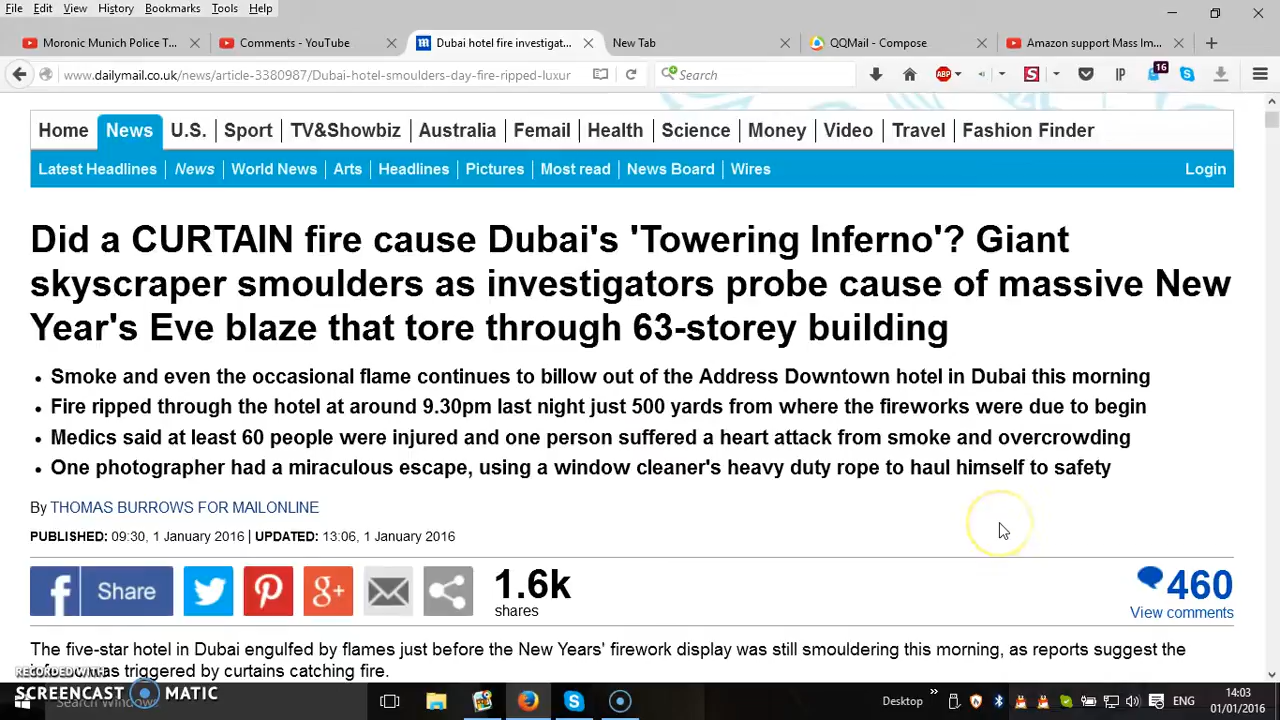 File Edit View History Bookmarks Tools Help
Moronic Munich Police T... Comments - YouTube Dubai hotel fire investigat... New Tab QQMail - Compose Amazon support Mass Im...
www.dailymail.co.uk/news/article-3380987/Dubai-hotel-smoulders-day-fire-ripped-luxur Search ABP S IP 16
Home News U.S. Sport TV&Showbiz Australia Femail Health Science Money Video Travel Fashion Finder
Latest Headlines News World News Arts Headlines Pictures Most read News Board Wires Login
Did a CURTAIN fire cause Dubai's 'Towering Inferno'? Giant
skyscraper smoulders as investigators probe cause of massive New
Year's Eve blaze that tore through 63-storey building
• Smoke and even the occasional flame continues to billow out of the Address Downtown hotel in Dubai this morning
• Fire ripped through the hotel at around 9.30pm last night just 500 yards from where the fireworks were due to begin
• Medics said at least 60 people were injured and one person suffered a heart attack from smoke and overcrowding
• One photographer had a miraculous escape, using a window cleaner's heavy duty rope to haul himself to safety
By THOMAS BURROWS FOR MAILONLINE
PUBLISHED: 09:30, 1 January 2016 | UPDATED: 13:06, 1 January 2016
f Share g+ 1.6k 460
shares View comments
The five-star hotel in Dubai engulfed by flames just before the New Years' firework display was still smouldering this morning, as reports suggest the
as triggered by curtains catching fire.
RECORDED WITH
SCREENCAST MATIC
Search Windows Desktop ENG 14:03
01/01/2016